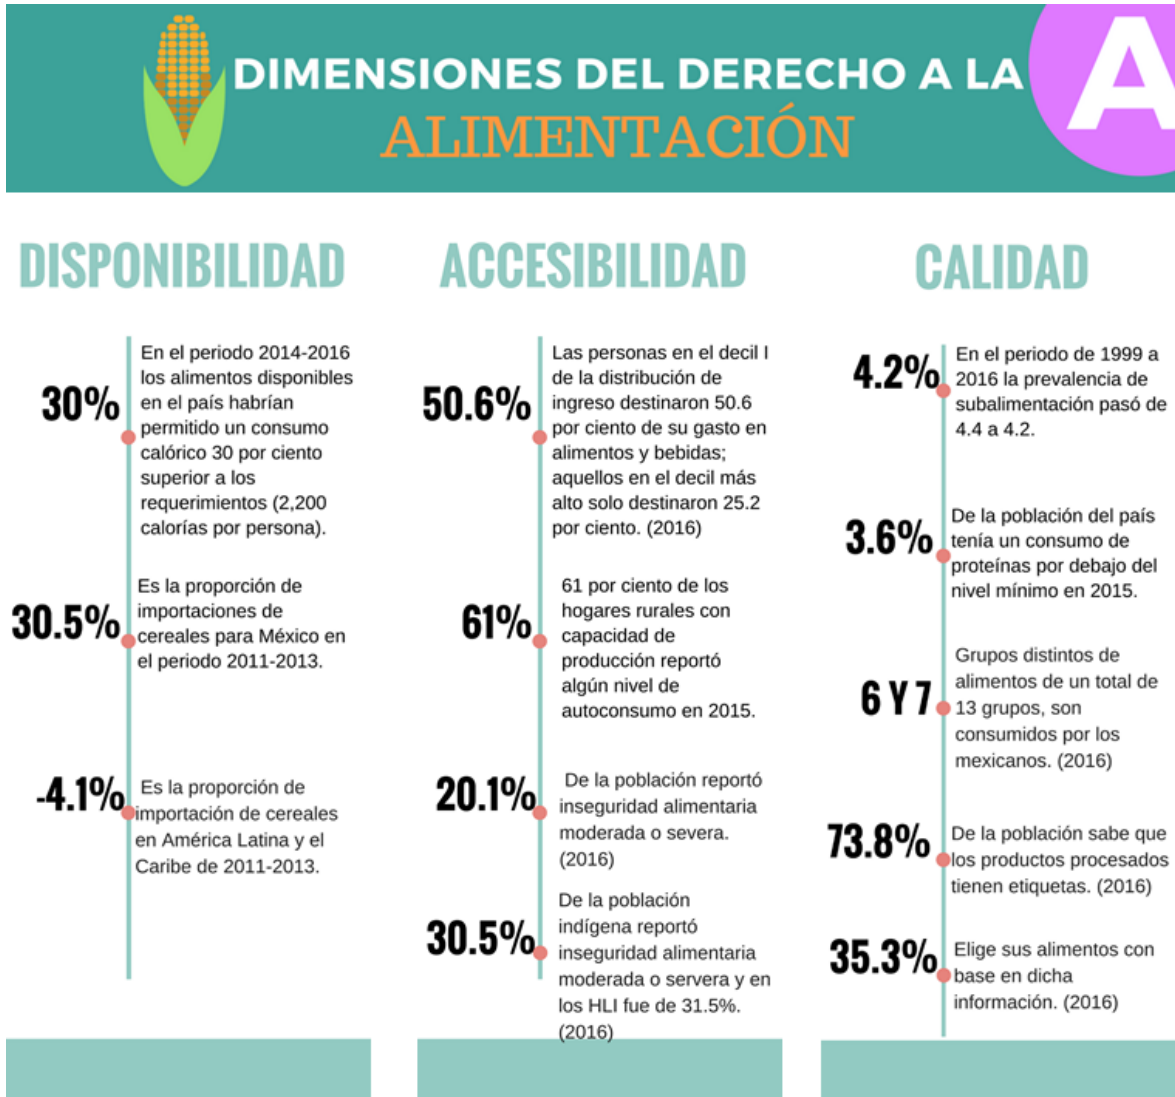 DIMENSIONES DEL DERECHO A LA
ALIMENTACIÓN
A
DISPONIBILIDAD
30%
En el periodo 2014-2016
los alimentos disponibles
en el país habrían
permitido un consumo
calórico 30 por ciento
superior a los
requerimientos (2,200
calorías por persona).
30.5%
Es la proporción de
importaciones de
cereales para México en
el periodo 2011-2013.
-4.1%
Es la proporción de
importación de cereales
en América Latina y el
Caribe de 2011-2013.
ACCESIBILIDAD
50.6%
Las personas en el decil I
de la distribución de
ingreso destinaron 50.6
por ciento de su gasto en
alimentos y bebidas;
aquellos en el decil más
alto solo destinaron 25.2
por ciento. (2016)
61%
61 por ciento de los
hogares rurales con
capacidad de
producción reportó
algún nivel de
autoconsumo en 2015.
20.1%
De la población reportó
inseguridad alimentaria
moderada o severa.
(2016)
30.5%
De la población
indígena reportó
inseguridad alimentaria
moderada o servera y en
los HLI fue de 31.5%.
(2016)
CALIDAD
4.2%
En el periodo de 1999 a
2016 la prevalencia de
subalimentación pasó de
4.4 a 4.2.
3.6%
De la población del país
tenía un consumo de
proteínas por debajo del
nivel mínimo en 2015.
6 Y 7
Grupos distintos de
alimentos de un total de
13 grupos, son
consumidos por los
mexicanos. (2016)
73.8%
De la población sabe que
los productos procesados
tienen etiquetas. (2016)
35.3%
Elige sus alimentos con
base en dicha
información. (2016)